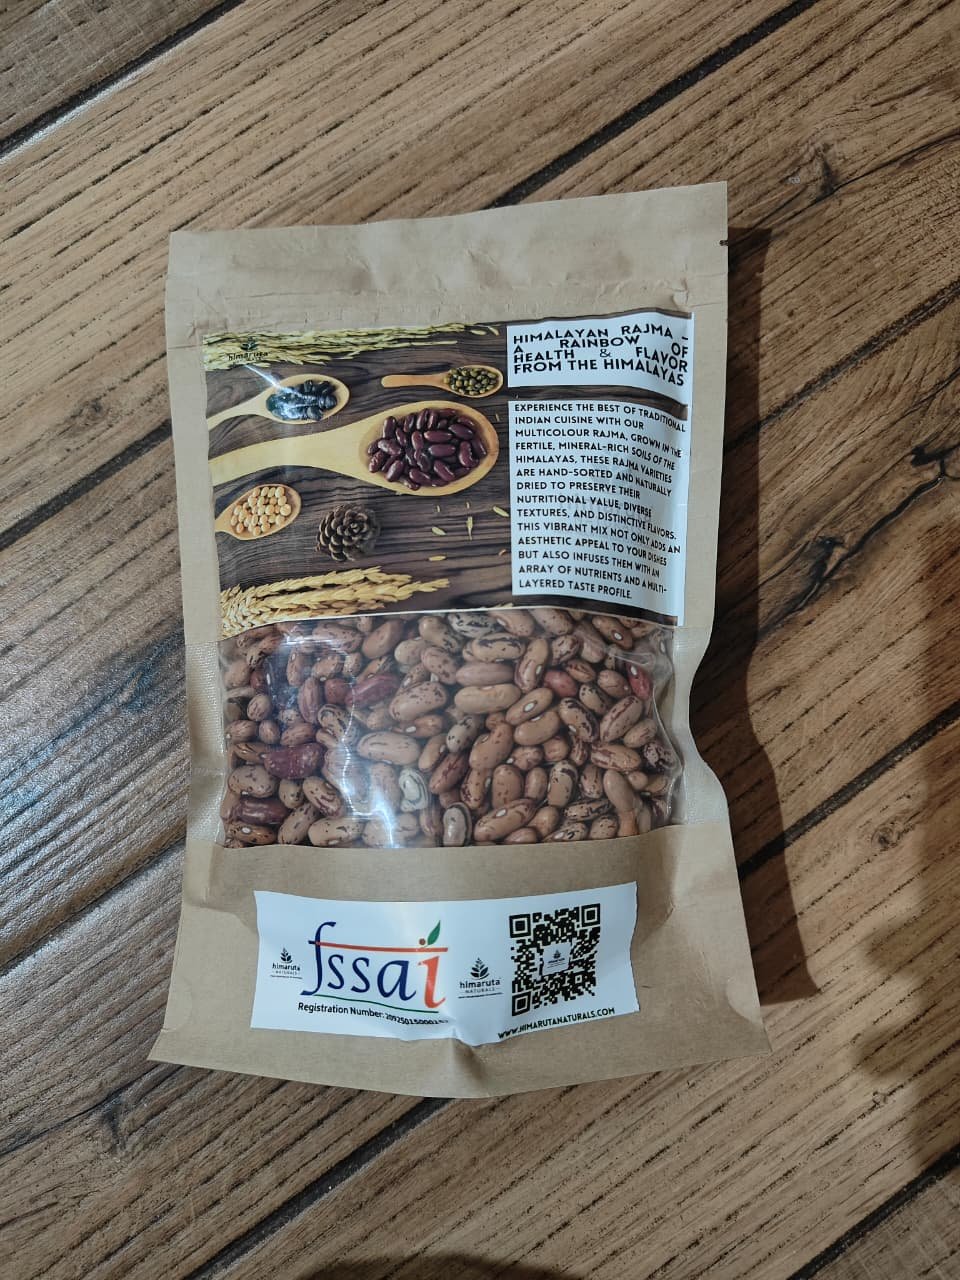 himaruta
HIMALAYAN RAJMA –
A RAINBOW OF
HEALTH & FLAVOR
FROM THE HIMALAYAS
EXPERIENCE THE BEST OF TRADITIONAL
INDIAN CUISINE WITH OUR
MULTICOLOUR RAJMA, GROWN IN THE
FERTILE, MINERAL-RICH SOILS OF THE
HIMALAYAS, THESE RAJMA VARIETIES
ARE HAND-SORTED AND NATURALLY
DRIED TO PRESERVE THEIR
NUTRITIONAL VALUE, DIVERSE
TEXTURES, AND DISTINCTIVE FLAVORS.
THIS VIBRANT MIX NOT ONLY ADDS AN
AESTHETIC APPEAL TO YOUR DISHES
BUT ALSO INFUSES THEM WITH AN
ARRAY OF NUTRIENTS AND A MULTI-
LAYERED TASTE PROFILE.
himaruta
NATURALS
fssai
Registration Number:
himaruta
NATURALS
WWW.HIMARUTANATURALS.COM